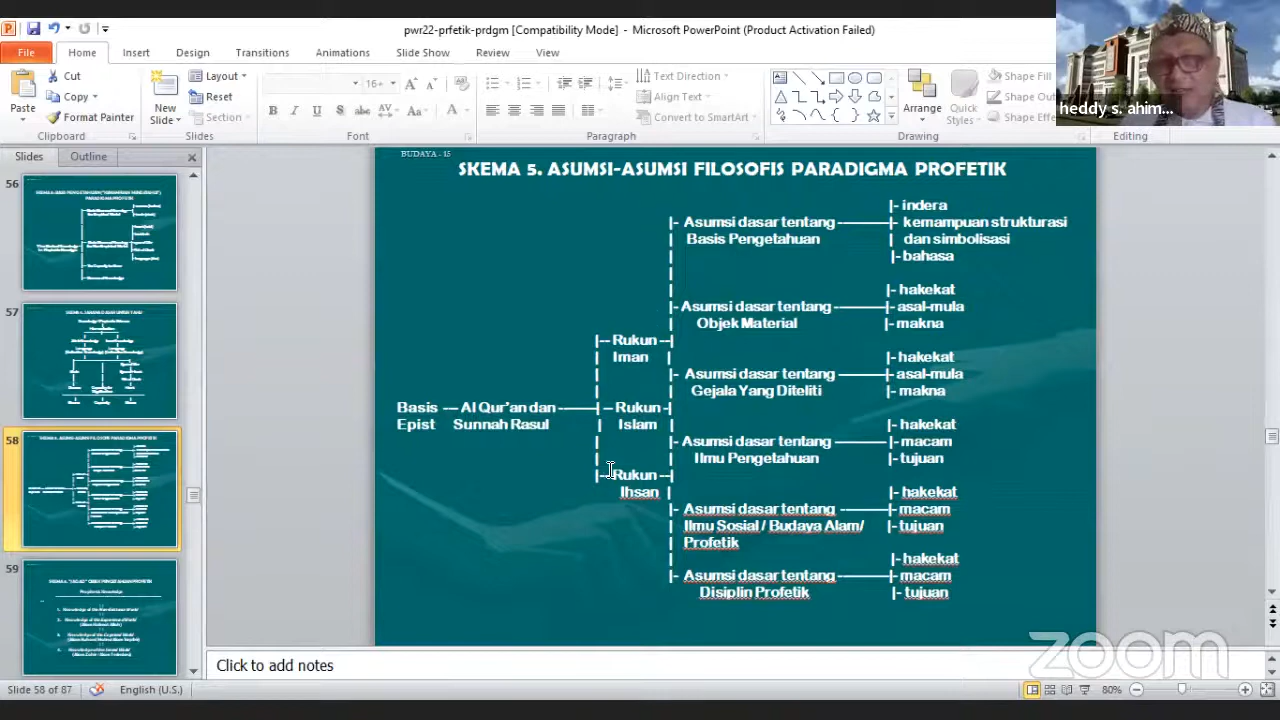 pwr22-prfetik-prdgm [Compatibility Mode] - Microsoft PowerPoint (Product Activation Failed)
File Home Insert Design Transitions Animations Slide Show Review View
Paste
Cut
Copy
Format Painter
Clipboard
New Slide
Layout
Reset
Section
Slides
16+
Font
Text Direction
Align Text
Convert to SmartArt
Paragraph
Arrange
Quick Styles
Shape Fill
Shape Outl
Shape Effe
Drawing
Editing
heddy s. ahim...
Slides Outline
56
57
58
59
BUDAYA - 15
SKEMA 5. ASUMSI-ASUMSI FILOSOFIS PARADIGMA PROFETIK
Basis --- Al Qur'an dan
Epist Sunnah Rasul
|-- Rukun --|
Iman
|-- Rukun -|
Islam
|--Rukun --|
Ihsan
|- Asumsi dasar tentang
Basis Pengetahuan
|- indera
|- kemampuan strukturasi
| dan simbolisasi
|- bahasa
|- Asumsi dasar tentang
Objek Material
|- hakekat
|- asal-mula
|- makna
|- Asumsi dasar tentang
Gejala Yang Diteliti
|- hakekat
|- asal-mula
|- makna
|- Asumsi dasar tentang
Ilmu Pengetahuan
|- hakekat
|- macam
|- tujuan
|- Asumsi dasar tentang
Ilmu Sosial / Budaya Alam/
Profetik
|- hakekat
|- macam
|- tujuan
|- Asumsi dasar tentang
Disiplin Profetik
|- hakekat
|- macam
|- tujuan
zoom
Click to add notes
Slide 58 of 87 English (U.S.) 80%